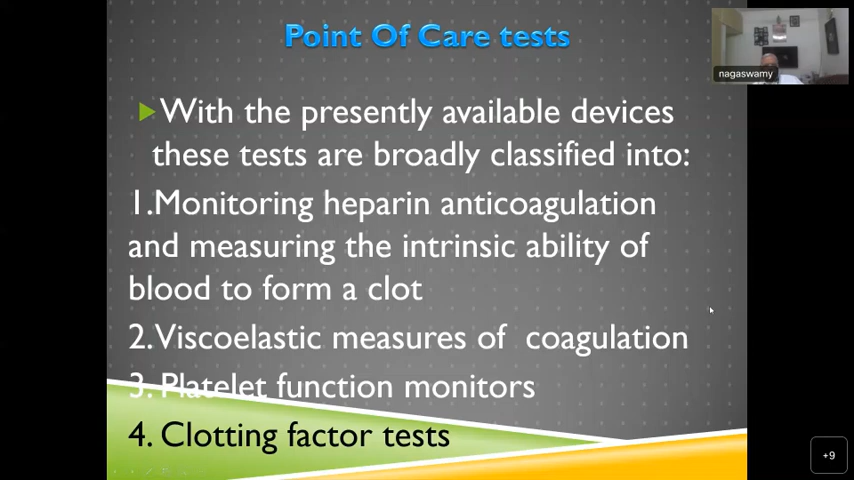 Point Of Care tests
nagaswamy
With the presently available devices
these tests are broadly classified into:
1.Monitoring heparin anticoagulation
and measuring the intrinsic ability of
blood to form a clot
2.Viscoelastic measures of coagulation
3. Platelet function monitors
4. Clotting factor tests
+9